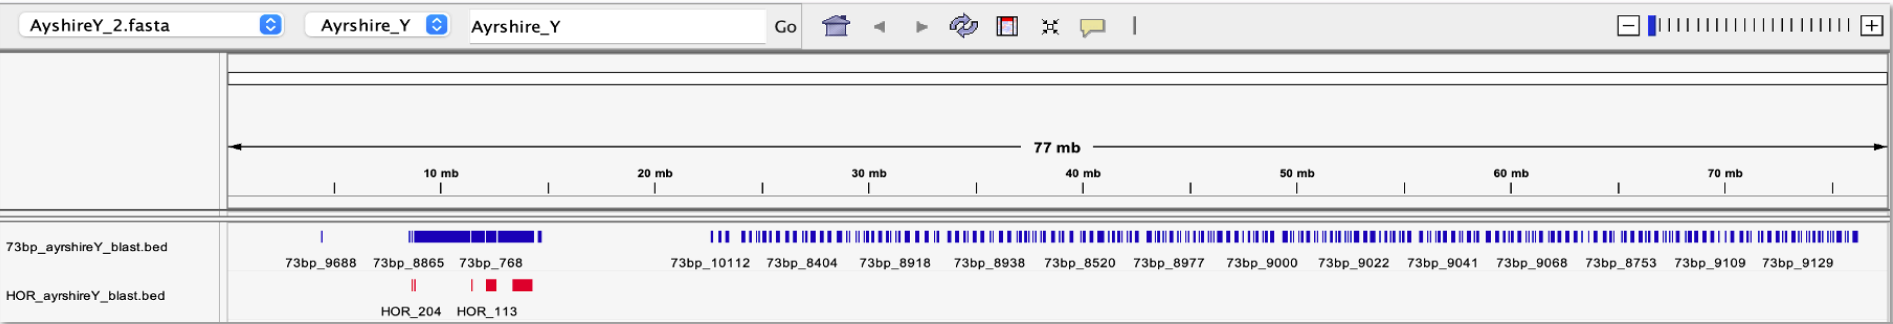 AyshireY_2.fasta Ayrshire_Y Ayrshire_Y Go
77 mb
10 mb 20 mb 30 mb 40 mb 50 mb 60 mb 70 mb
73bp_ayrshireY_blast.bed
73bp_9688 73bp_8865 73bp_768 73bp_10112 73bp_8404 73bp_8918 73bp_8938 73bp_8520 73bp_8977 73bp_9000 73bp_9022 73bp_9041 73bp_9068 73bp_8753 73bp_9109 73bp_9129
HOR_ayrshireY_blast.bed
HOR_204 HOR_113